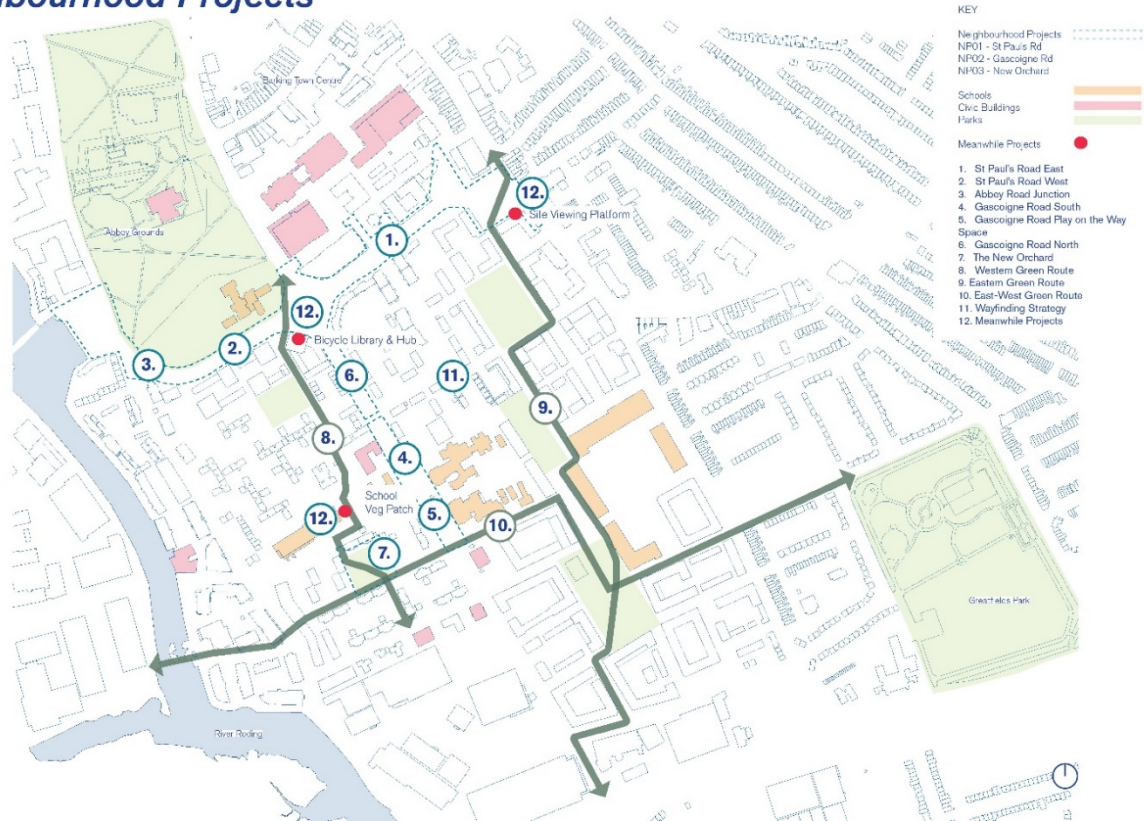 bourhood Projects
KEY
Neighbourhood Projects
NP01 - St Pauls Rd
NP02 - Gascoigne Rd
NP03 - New Orchard
Schools
Civic Buildings
Parks
Meanwhile Projects
1. St Paul's Road East
2. St Paul's Road West
3. Abbey Road Junction
4. Gascoigne Road South
5. Gascoigne Road Play on the Way
Space
6. Gascoigne Road North
7. The New Orchard
8. Western Green Route
9. Eastern Green Route
10. East-West Green Route
11. Wayfinding Strategy
12. Meanwhile Projects
Barking Town Centre
12.
Site Viewing Platform
Abbey Grounds
1.
12.
Bicycle Library & Hub
2.
3.
6.
11.
9.
8.
4.
School
Veg Patch
12.
5.
10.
7.
Greatfields Park
River Roding